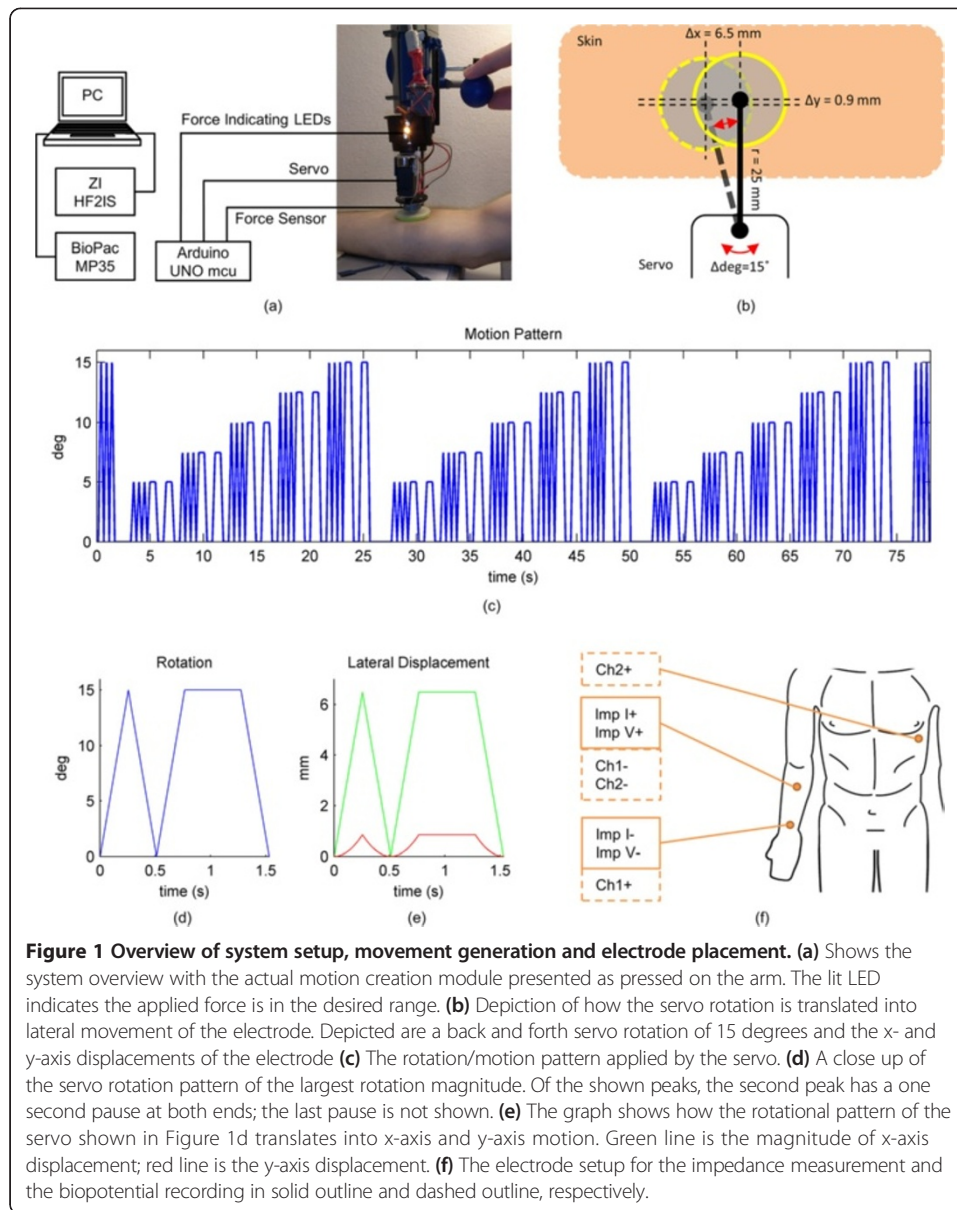 PC
ZI
HF2IS
BioPac
MP35
Force Indicating LEDs
Servo
Force Sensor
Arduino
UNO mcu
(a)
Skin
Δx = 6.5 mm
Δy = 0.9 mm
r = 25 mm
Servo
Δdeg=15˚
(b)
Motion Pattern
deg
15
10
5
0
0 5 10 15 20 25 30 35 40 45 50 55 60 65 70 75
time (s)
(c)
Rotation
deg
15
10
5
0
0 0.5 1 1.5
time (s)
(d)
Lateral Displacement
mm
6
4
2
0
0 0.5 1 1.5
time (s)
(e)
Ch2+
Imp I+
Imp V+
Ch1-
Ch2-
Imp I-
Imp V-
Ch1+
(f)
Figure 1 Overview of system setup, movement generation and electrode placement. (a) Shows the
system overview with the actual motion creation module presented as pressed on the arm. The lit LED
indicates the applied force is in the desired range. (b) Depiction of how the servo rotation is translated into
lateral movement of the electrode. Depicted are a back and forth servo rotation of 15 degrees and the x- and
y-axis displacements of the electrode (c) The rotation/motion pattern applied by the servo. (d) A close up of
the servo rotation pattern of the largest rotation magnitude. Of the shown peaks, the second peak has a one
second pause at both ends; the last pause is not shown. (e) The graph shows how the rotational pattern of the
servo shown in Figure 1d translates into x-axis and y-axis motion. Green line is the magnitude of x-axis
displacement; red line is the y-axis displacement. (f) The electrode setup for the impedance measurement and
the biopotential recording in solid outline and dashed outline, respectively.